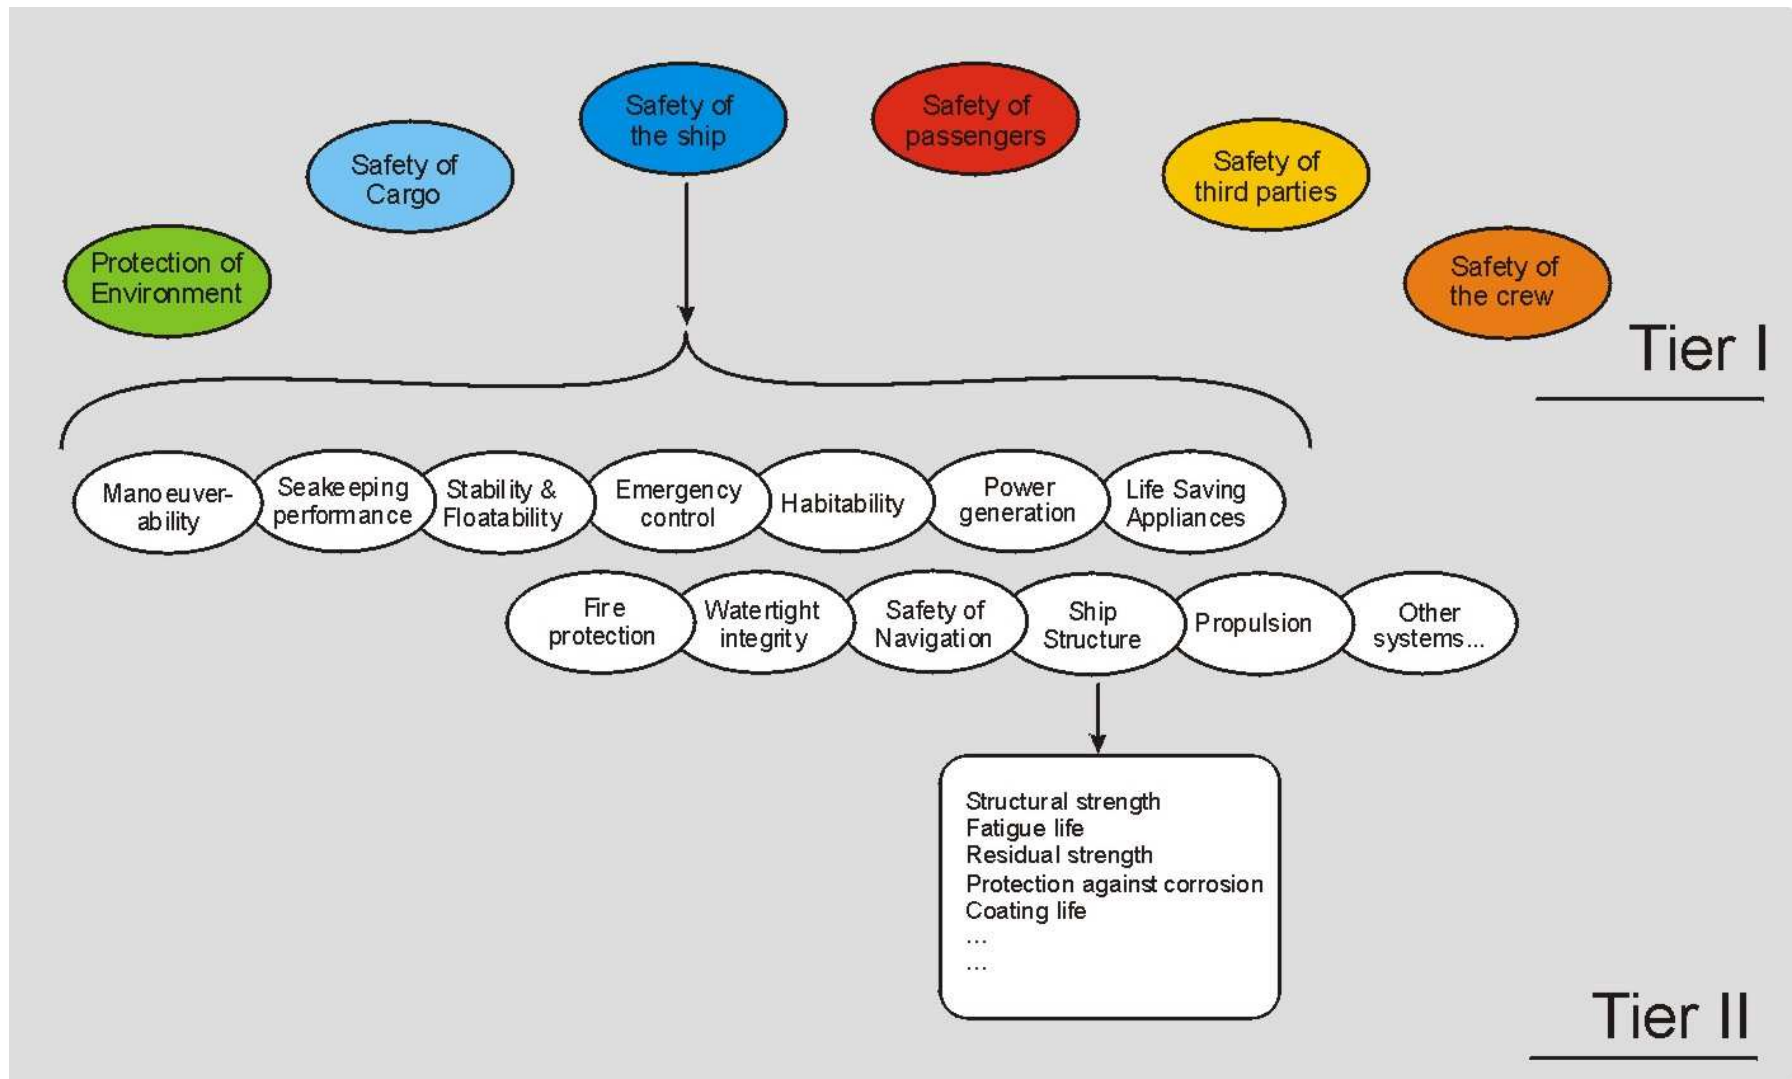 Safety of
the ship
Safety of
passengers
Safety of
Cargo
Safety of
third parties
Protection of
Environment
Safety of
the crew
Tier I
Manoeuver-
ability
Seakeeping
performance
Stability &
Floatability
Emergency
control
Habitability
Power
generation
Life Saving
Appliances
Fire
protection
Watertight
integrity
Safety of
Navigation
Ship
Structure
Propulsion
Other
systems...
Structural strength
Fatigue life
Residual strength
Protection against corrosion
Coating life
...
...
Tier II